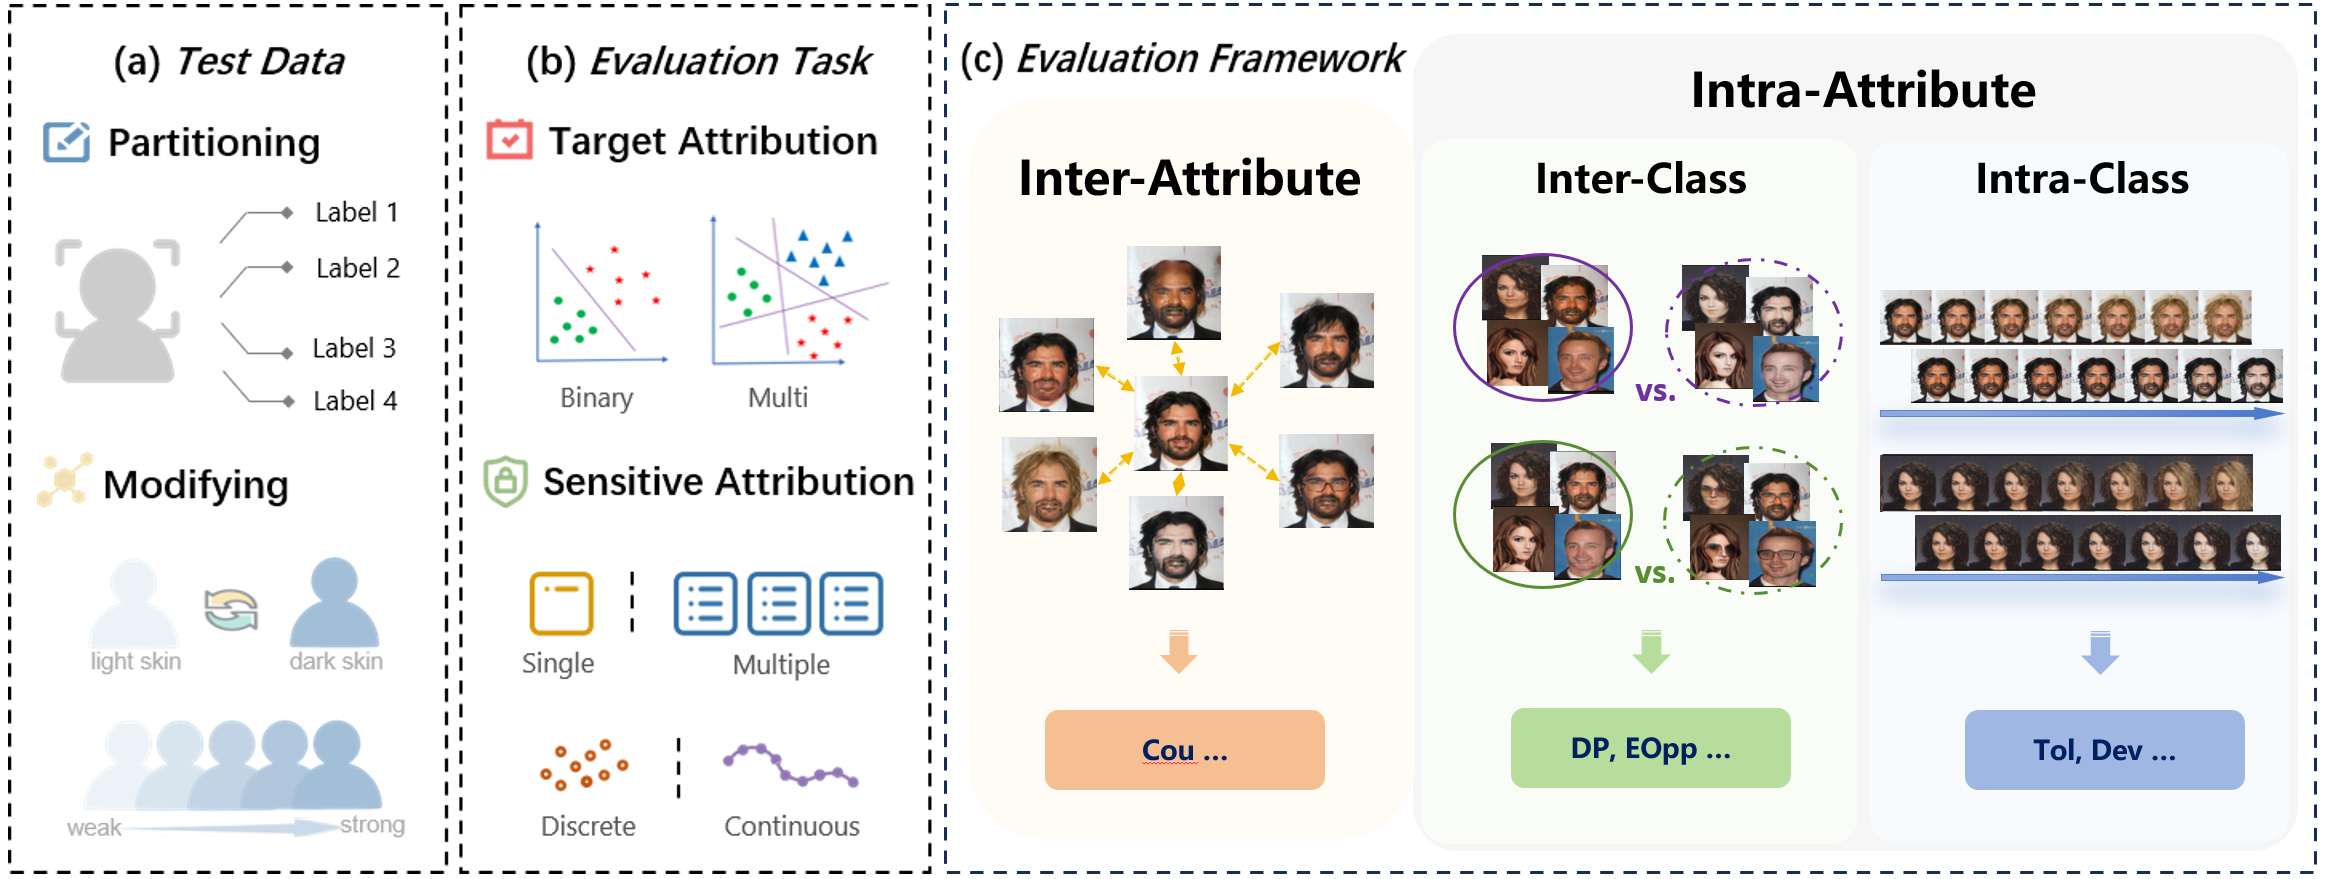 (a) Test Data
Partitioning
Label 1
Label 2
Label 3
Label 4
Modifying
light skin
dark skin
weak
strong
(b) Evaluation Task
Target Attribution
Binary
Multi
Sensitive Attribution
Single
Multiple
Discrete
Continuous
(c) Evaluation Framework
Inter-Attribute
Cou ...
Intra-Attribute
Inter-Class
vs.
vs.
DP, EOpp ...
Intra-Class
Tol, Dev ...